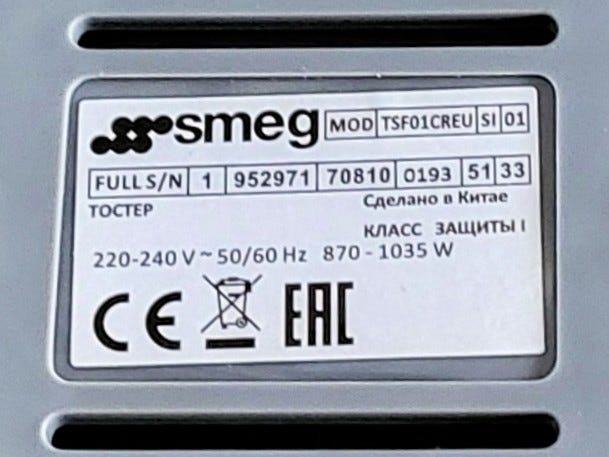 smeg MOD TSF01CREU SI 01
FULL S/N 1 952971 70810 0193 51 33
ТОСТЕР Сделано в Китае
КЛАСС ЗАЩИТЫ I
220-240 V ~ 50/60 Hz 870 - 1035 W
CE EAC